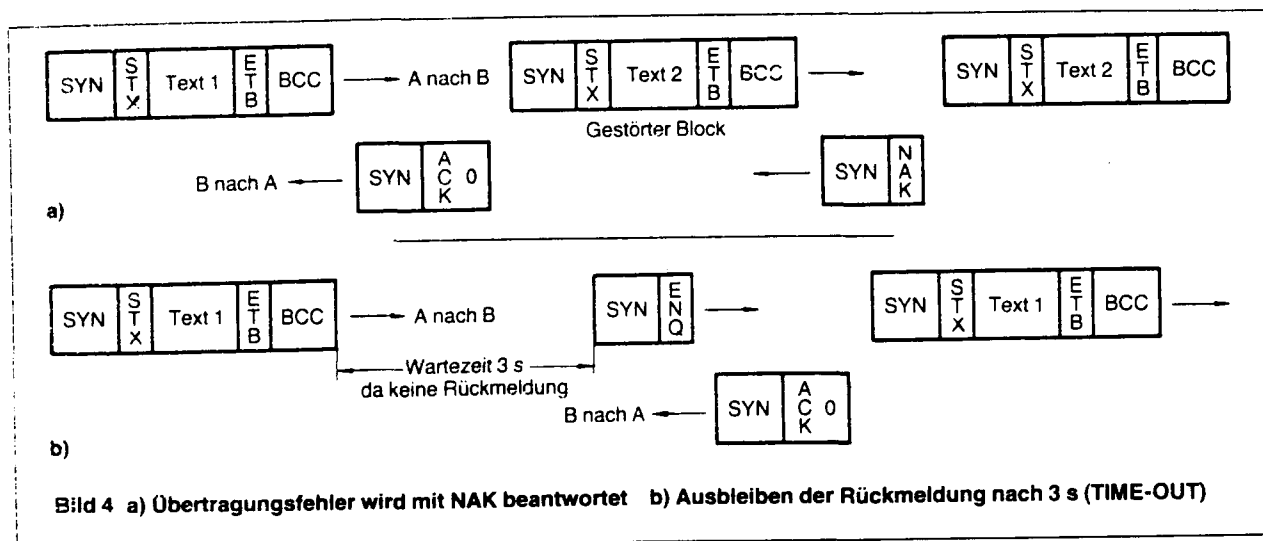 SYN STX Text 1 ETB BCC A nach B SYN STX Text 2 ETB BCC SYN STX Text 2 ETB BCC
Gestörter Block
B nach A SYN ACK 0 SYN NAK
a)
SYN STX Text 1 ETB BCC A nach B SYN ENQ SYN STX Text 1 ETB BCC
Wartezeit 3 s
da keine Rückmeldung
B nach A SYN ACK 0
b)
Bild 4 a) Übertragungsfehler wird mit NAK beantwortet b) Ausbleiben der Rückmeldung nach 3 s (TIME-OUT)